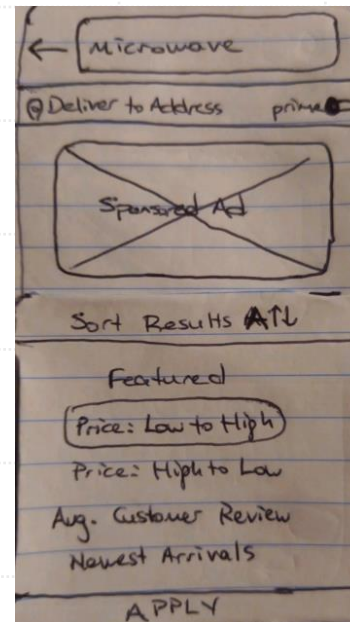 ← Microwave
Deliver to Address prime
Sponsored Ad
Sort Results A↑↓
Featured
Price: Low to High
Price: High to Low
Avg. Customer Review
Newest Arrivals
APPLY